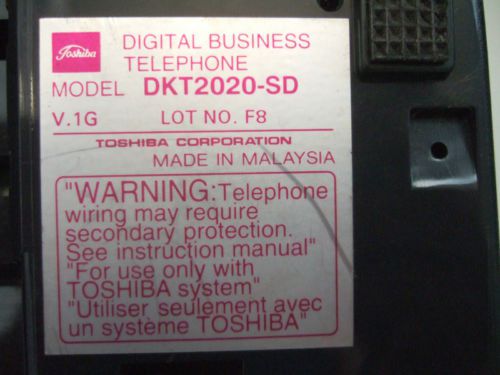 Toshiba
DIGITAL BUSINESS
TELEPHONE
MODEL DKT2020-SD
V.1G LOT NO. F8
TOSHIBA CORPORATION
MADE IN MALAYSIA
"WARNING:Telephone
wiring may require
secondary protection.
See instruction manual"
"For use only with
TOSHIBA system"
"Utiliser seulement avec
un système TOSHIBA"